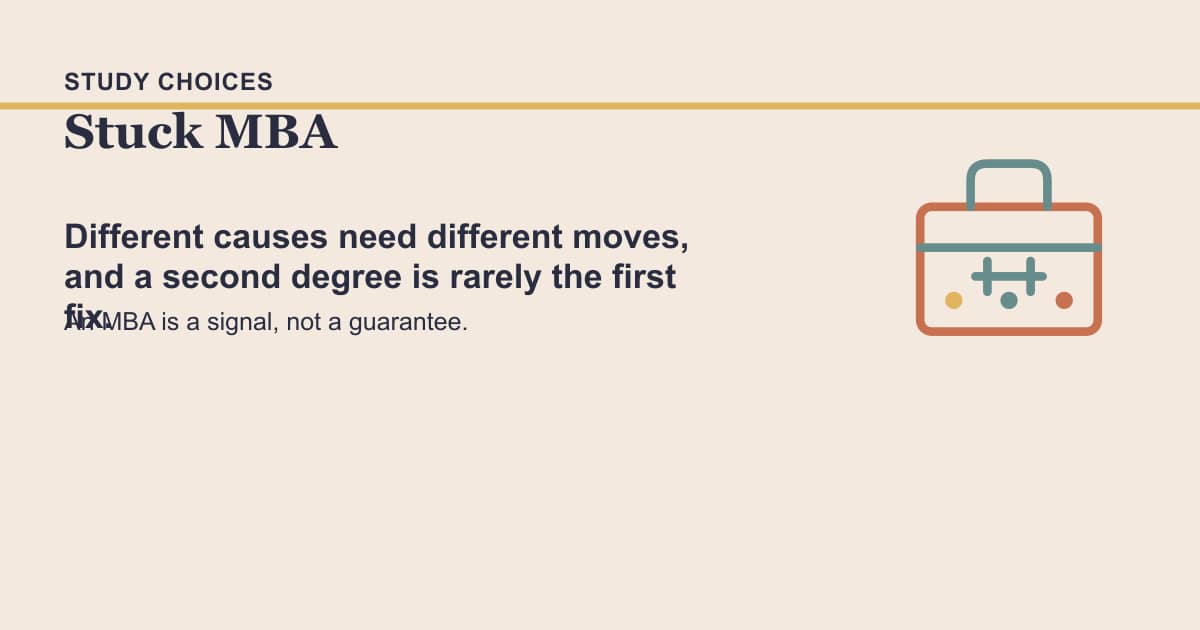 STUDY CHOICES
Stuck MBA
Different causes need different moves,
and a second degree is rarely the first
fix.
An MBA is a signal, not a guarantee.